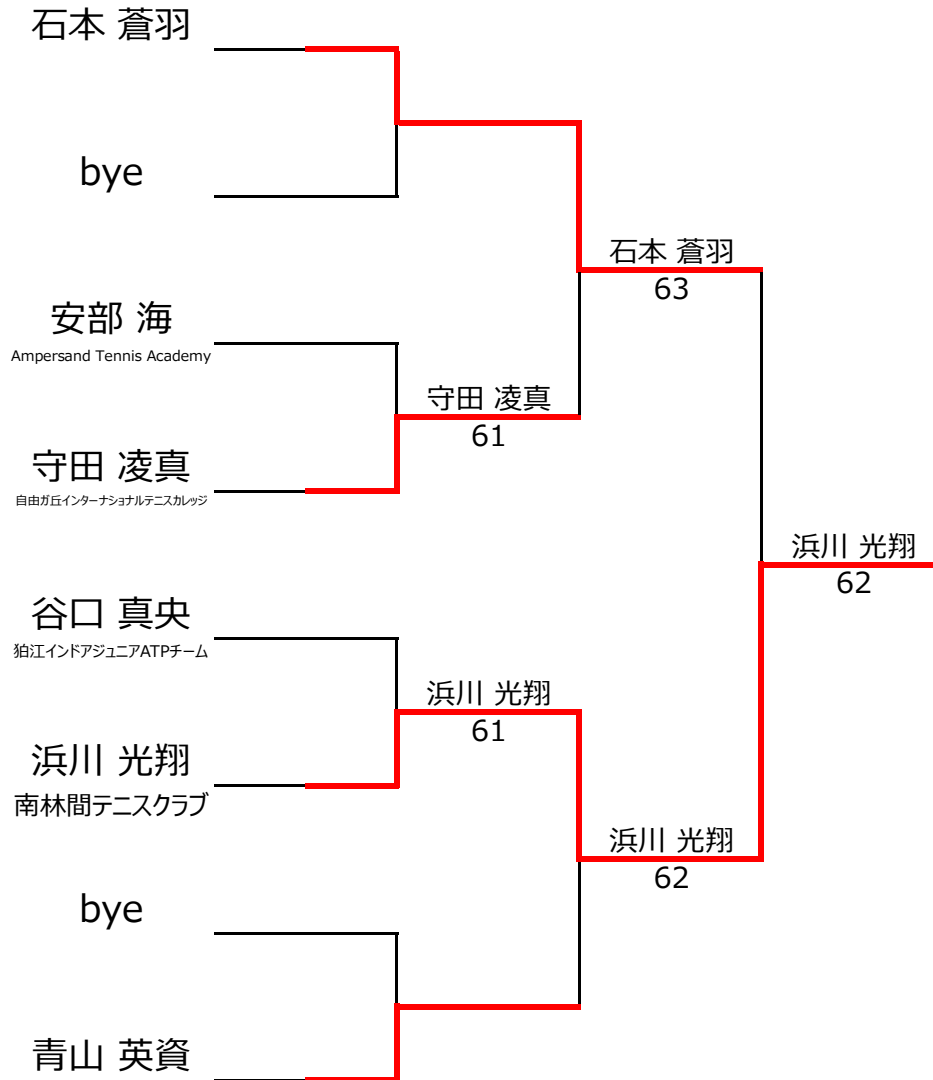 石本 蒼羽
bye
安部 海
Ampersand Tennis Academy
守田 凌真
自由ガ丘インターナショナルテニスカレッジ
谷口 真央
狛江インドアジュニアATPチーム
浜川 光翔
南林間テニスクラブ
bye
青山 英資
守田 凌真
61
浜川 光翔
61
石本 蒼羽
63
浜川 光翔
62
浜川 光翔
62